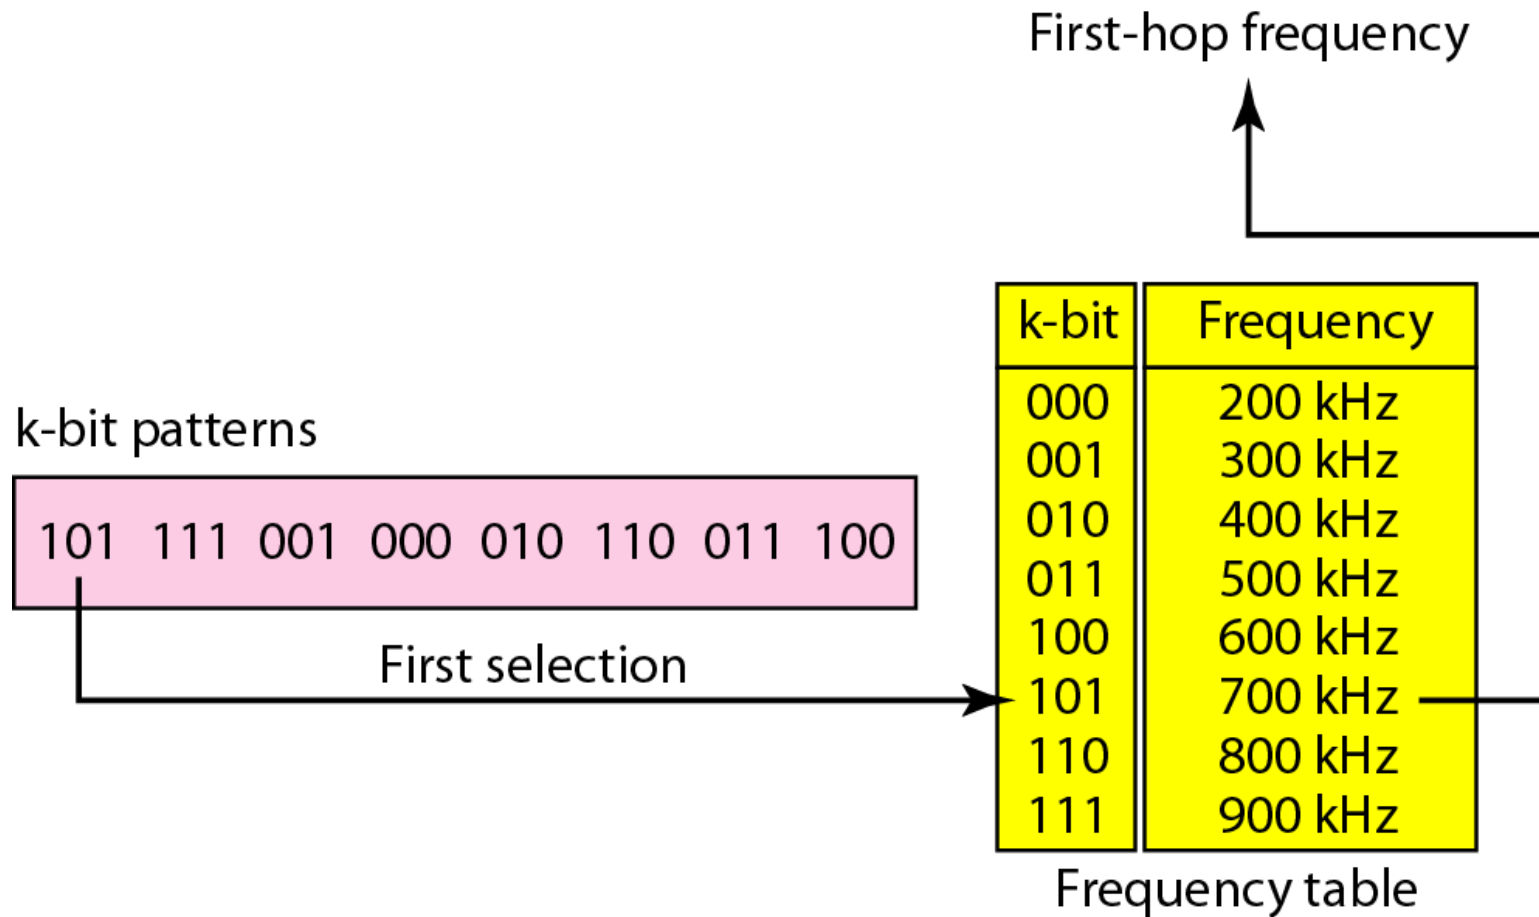 First-hop frequency
k-bit Frequency
000 200 kHz
001 300 kHz
010 400 kHz
011 500 kHz
100 600 kHz
101 700 kHz
110 800 kHz
111 900 kHz
Frequency table
k-bit patterns
101 111 001 000 010 110 011 100
First selection